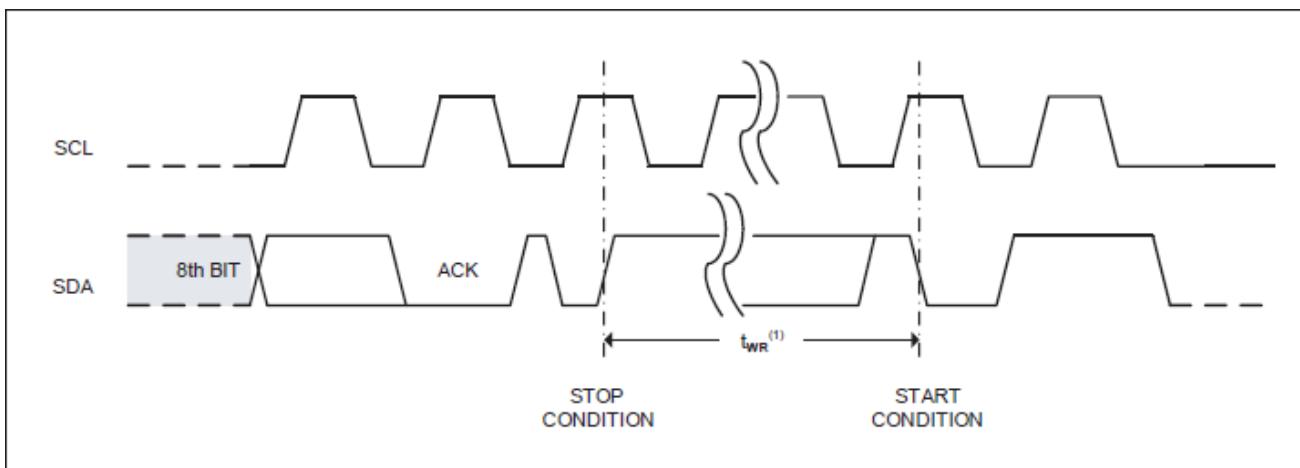 SCL
8th BIT
ACK
SDA
tWR(1)
STOP
CONDITION
START
CONDITION